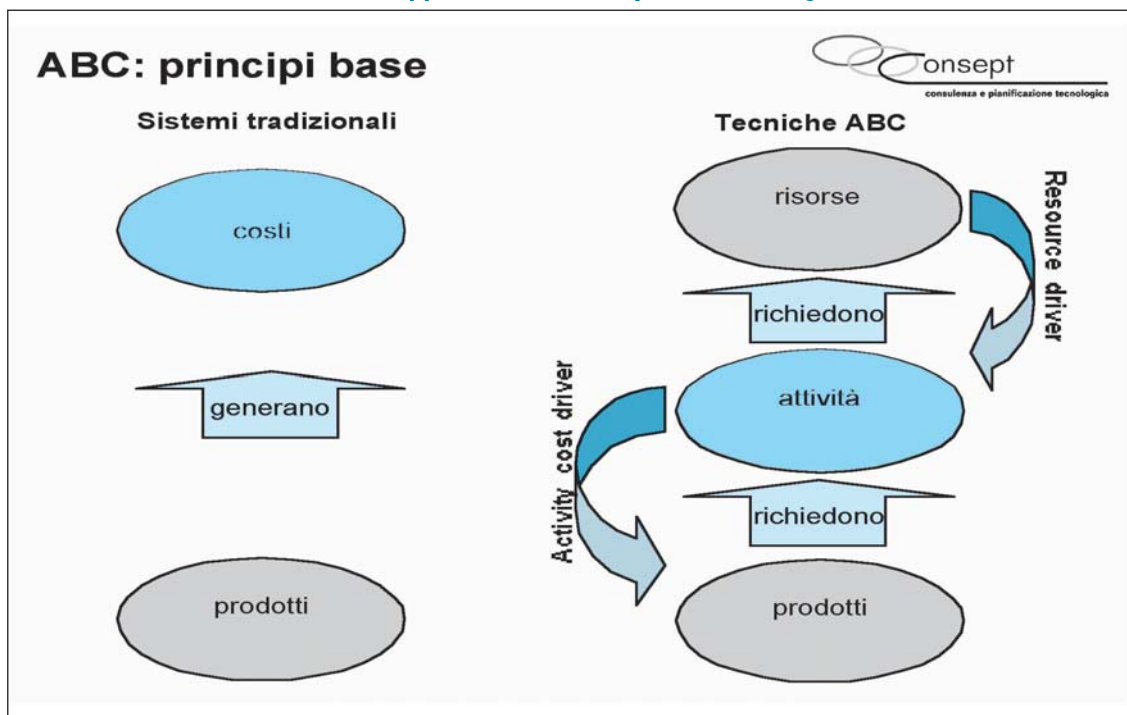 ABC: principi base
onsept
consulenza e pianificazione tecnologica
Sistemi tradizionali
costi
generano
prodotti
Tecniche ABC
risorse
Resource driver
richiedono
attività
Activity cost driver
richiedono
prodotti